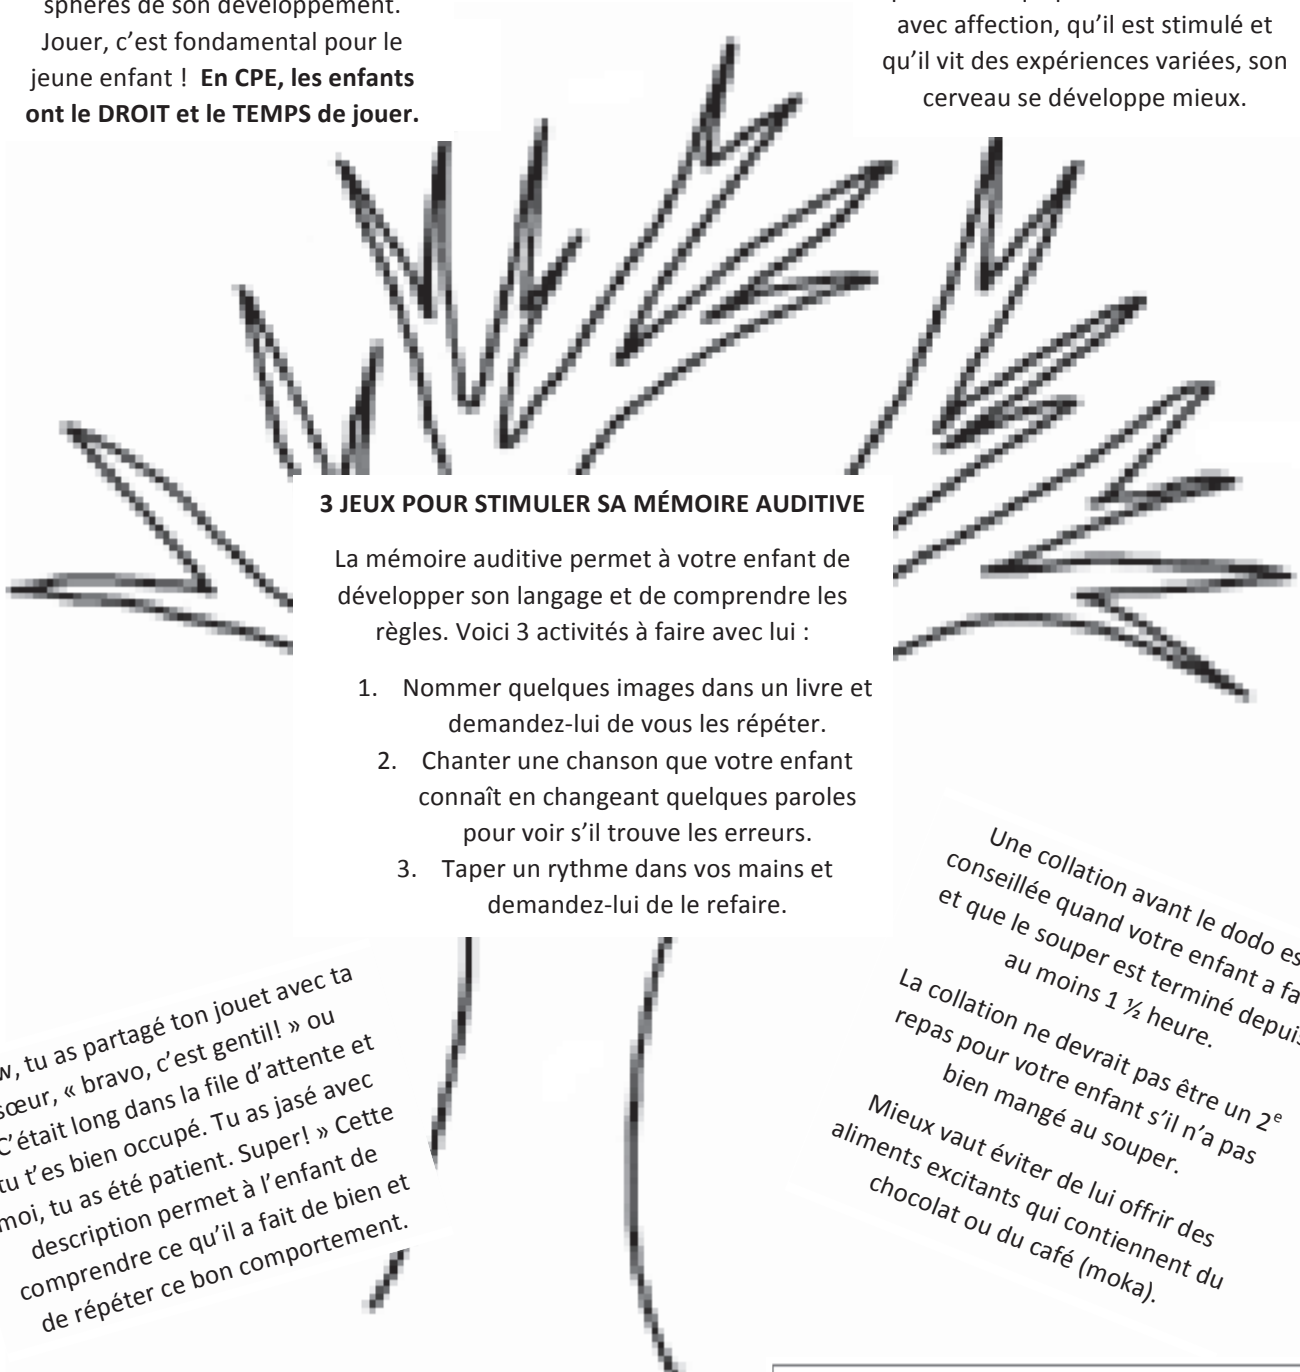 sphères de son développement.
Jouer, c'est fondamental pour le
jeune enfant ! En CPE, les enfants
ont le DROIT et le TEMPS de jouer.
avec affection, qu'il est stimulé et
qu'il vit des expériences variées, son
cerveau se développe mieux.
3 JEUX POUR STIMULER SA MÉMOIRE AUDITIVE
La mémoire auditive permet à votre enfant de
développer son langage et de comprendre les
règles. Voici 3 activités à faire avec lui :
1. Nommer quelques images dans un livre et
demandez-lui de vous les répéter.
2. Chanter une chanson que votre enfant
connaît en changeant quelques paroles
pour voir s'il trouve les erreurs.
3. Taper un rythme dans vos mains et
demandez-lui de le refaire.
w, tu as partagé ton jouet avec ta
sœur, « bravo, c'est gentil! » ou
C'était long dans la file d'attente et
tu t'es bien occupé. Tu as jasé avec
moi, tu as été patient. Super! » Cette
description permet à l'enfant de
comprendre ce qu'il a fait de bien et
de répéter ce bon comportement.
Une collation avant le dodo es
conseillée quand votre enfant a fa
et que le souper est terminé depuis
au moins 1 ½ heure.
La collation ne devrait pas être un 2e
repas pour votre enfant s'il n'a pas
bien mangé au souper.
Mieux vaut éviter de lui offrir des
aliments excitants qui contiennent du
chocolat ou du café (moka).